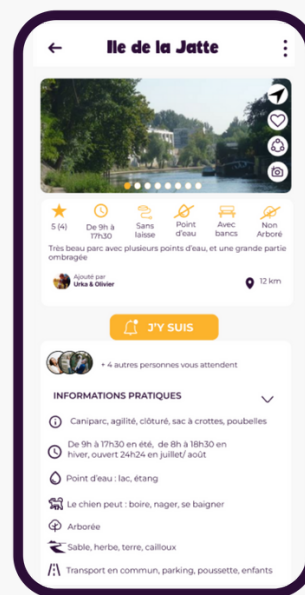 Ile de la Jatte
5 (4)
De 9h à
17h30
Sans
laisse
Point
d'eau
Avec
bancs
Non
Arboré
Très beau parc avec plusieurs points d'eau, et une grande partie
ombragée
Ajouté par
Urka & Olivier
12 km
J'Y SUIS
+ 4 autres personnes vous attendent
INFORMATIONS PRATIQUES
Caniparc, agilité, clôturé, sac à crottes, poubelles
De 9h à 17h30 en été, de 8h à 18h30 en
hiver, ouvert 24h24 en juillet/ août
Point d'eau : lac, étang
Le chien peut : boire, nager, se baigner
Arborée
Sable, herbe, terre, cailloux
Transport en commun, parking, poussette, enfants